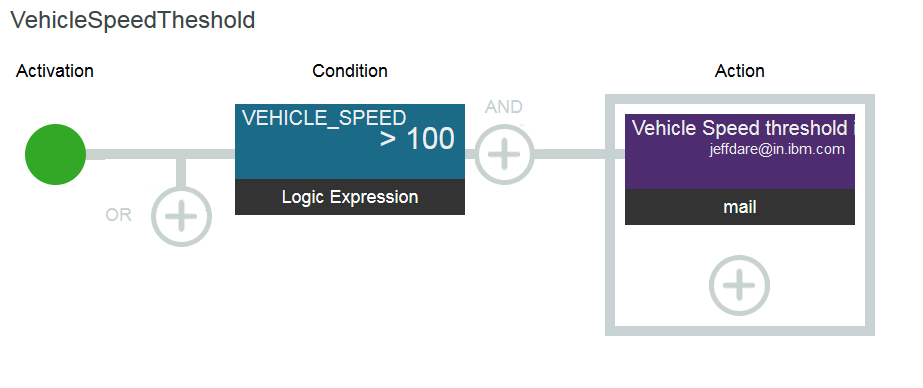 VehicleSpeedTheshold
Activation
Condition
Action
VEHICLE_SPEED
> 100
Logic Expression
OR
AND
Vehicle Speed threshold i
jeffdare@in.ibm.com
mail